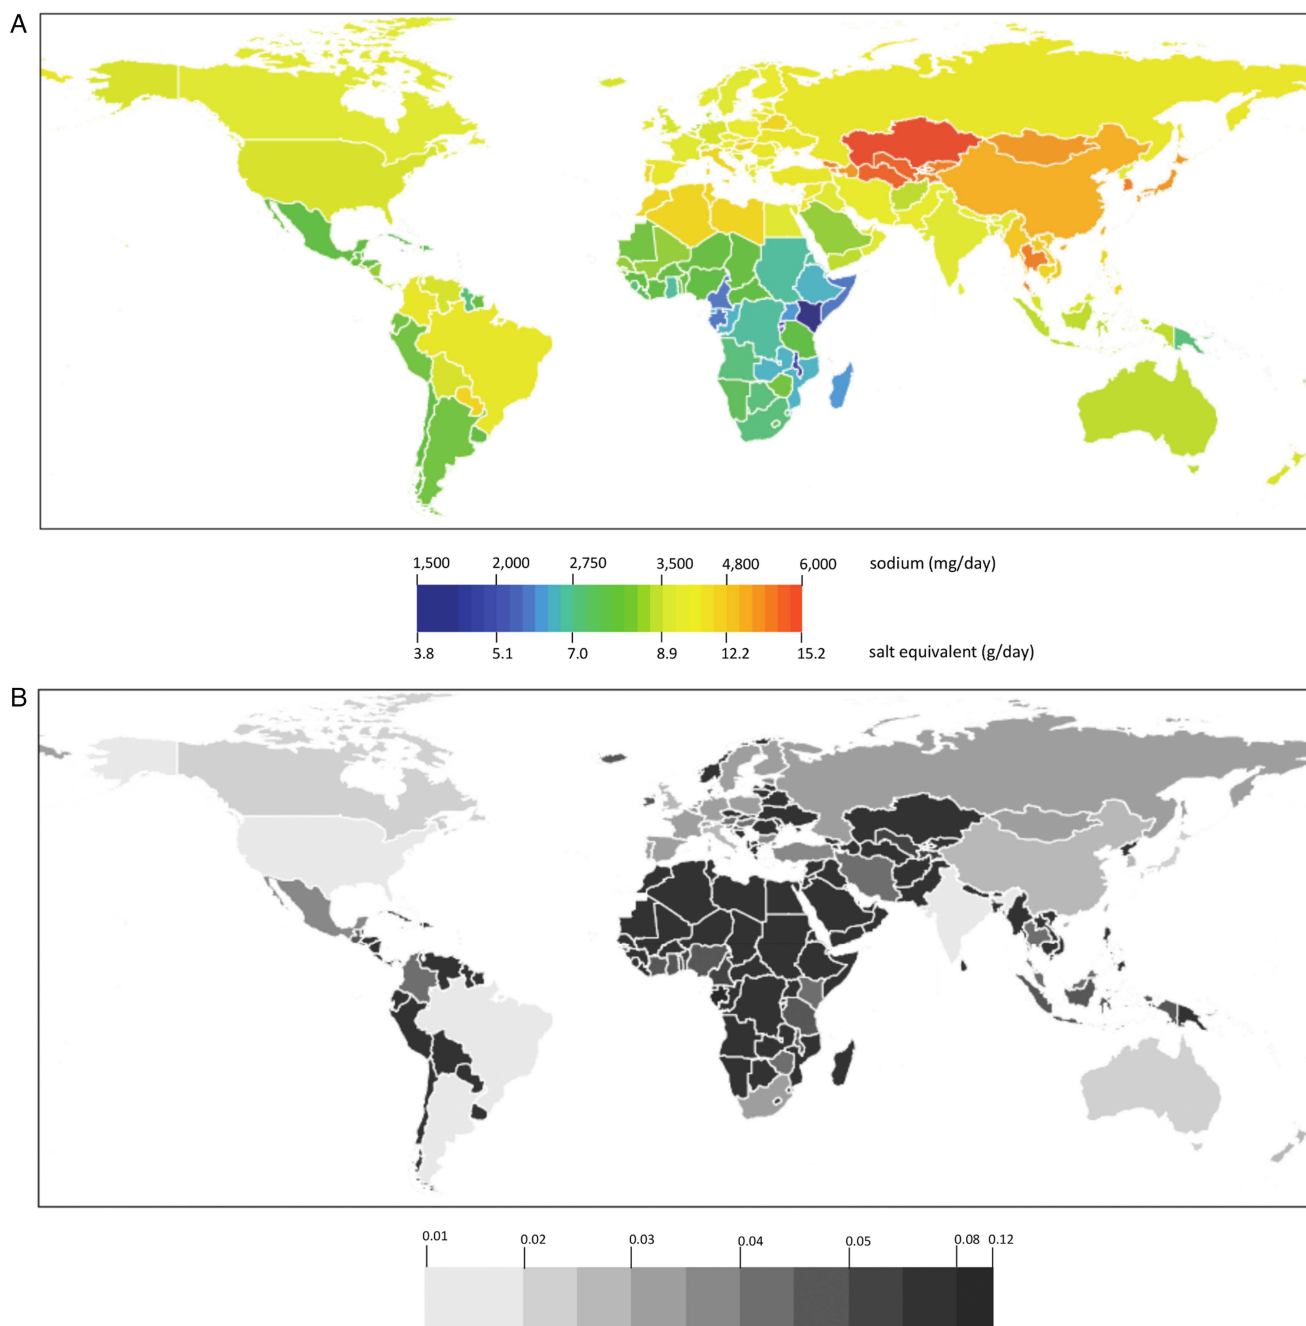 A
1,500 2,000 2,750 3,500 4,800 6,000 sodium (mg/day)
3.8 5.1 7.0 8.9 12.2 15.2 salt equivalent (g/day)
B
0.01 0.02 0.03 0.04 0.05 0.08 0.12